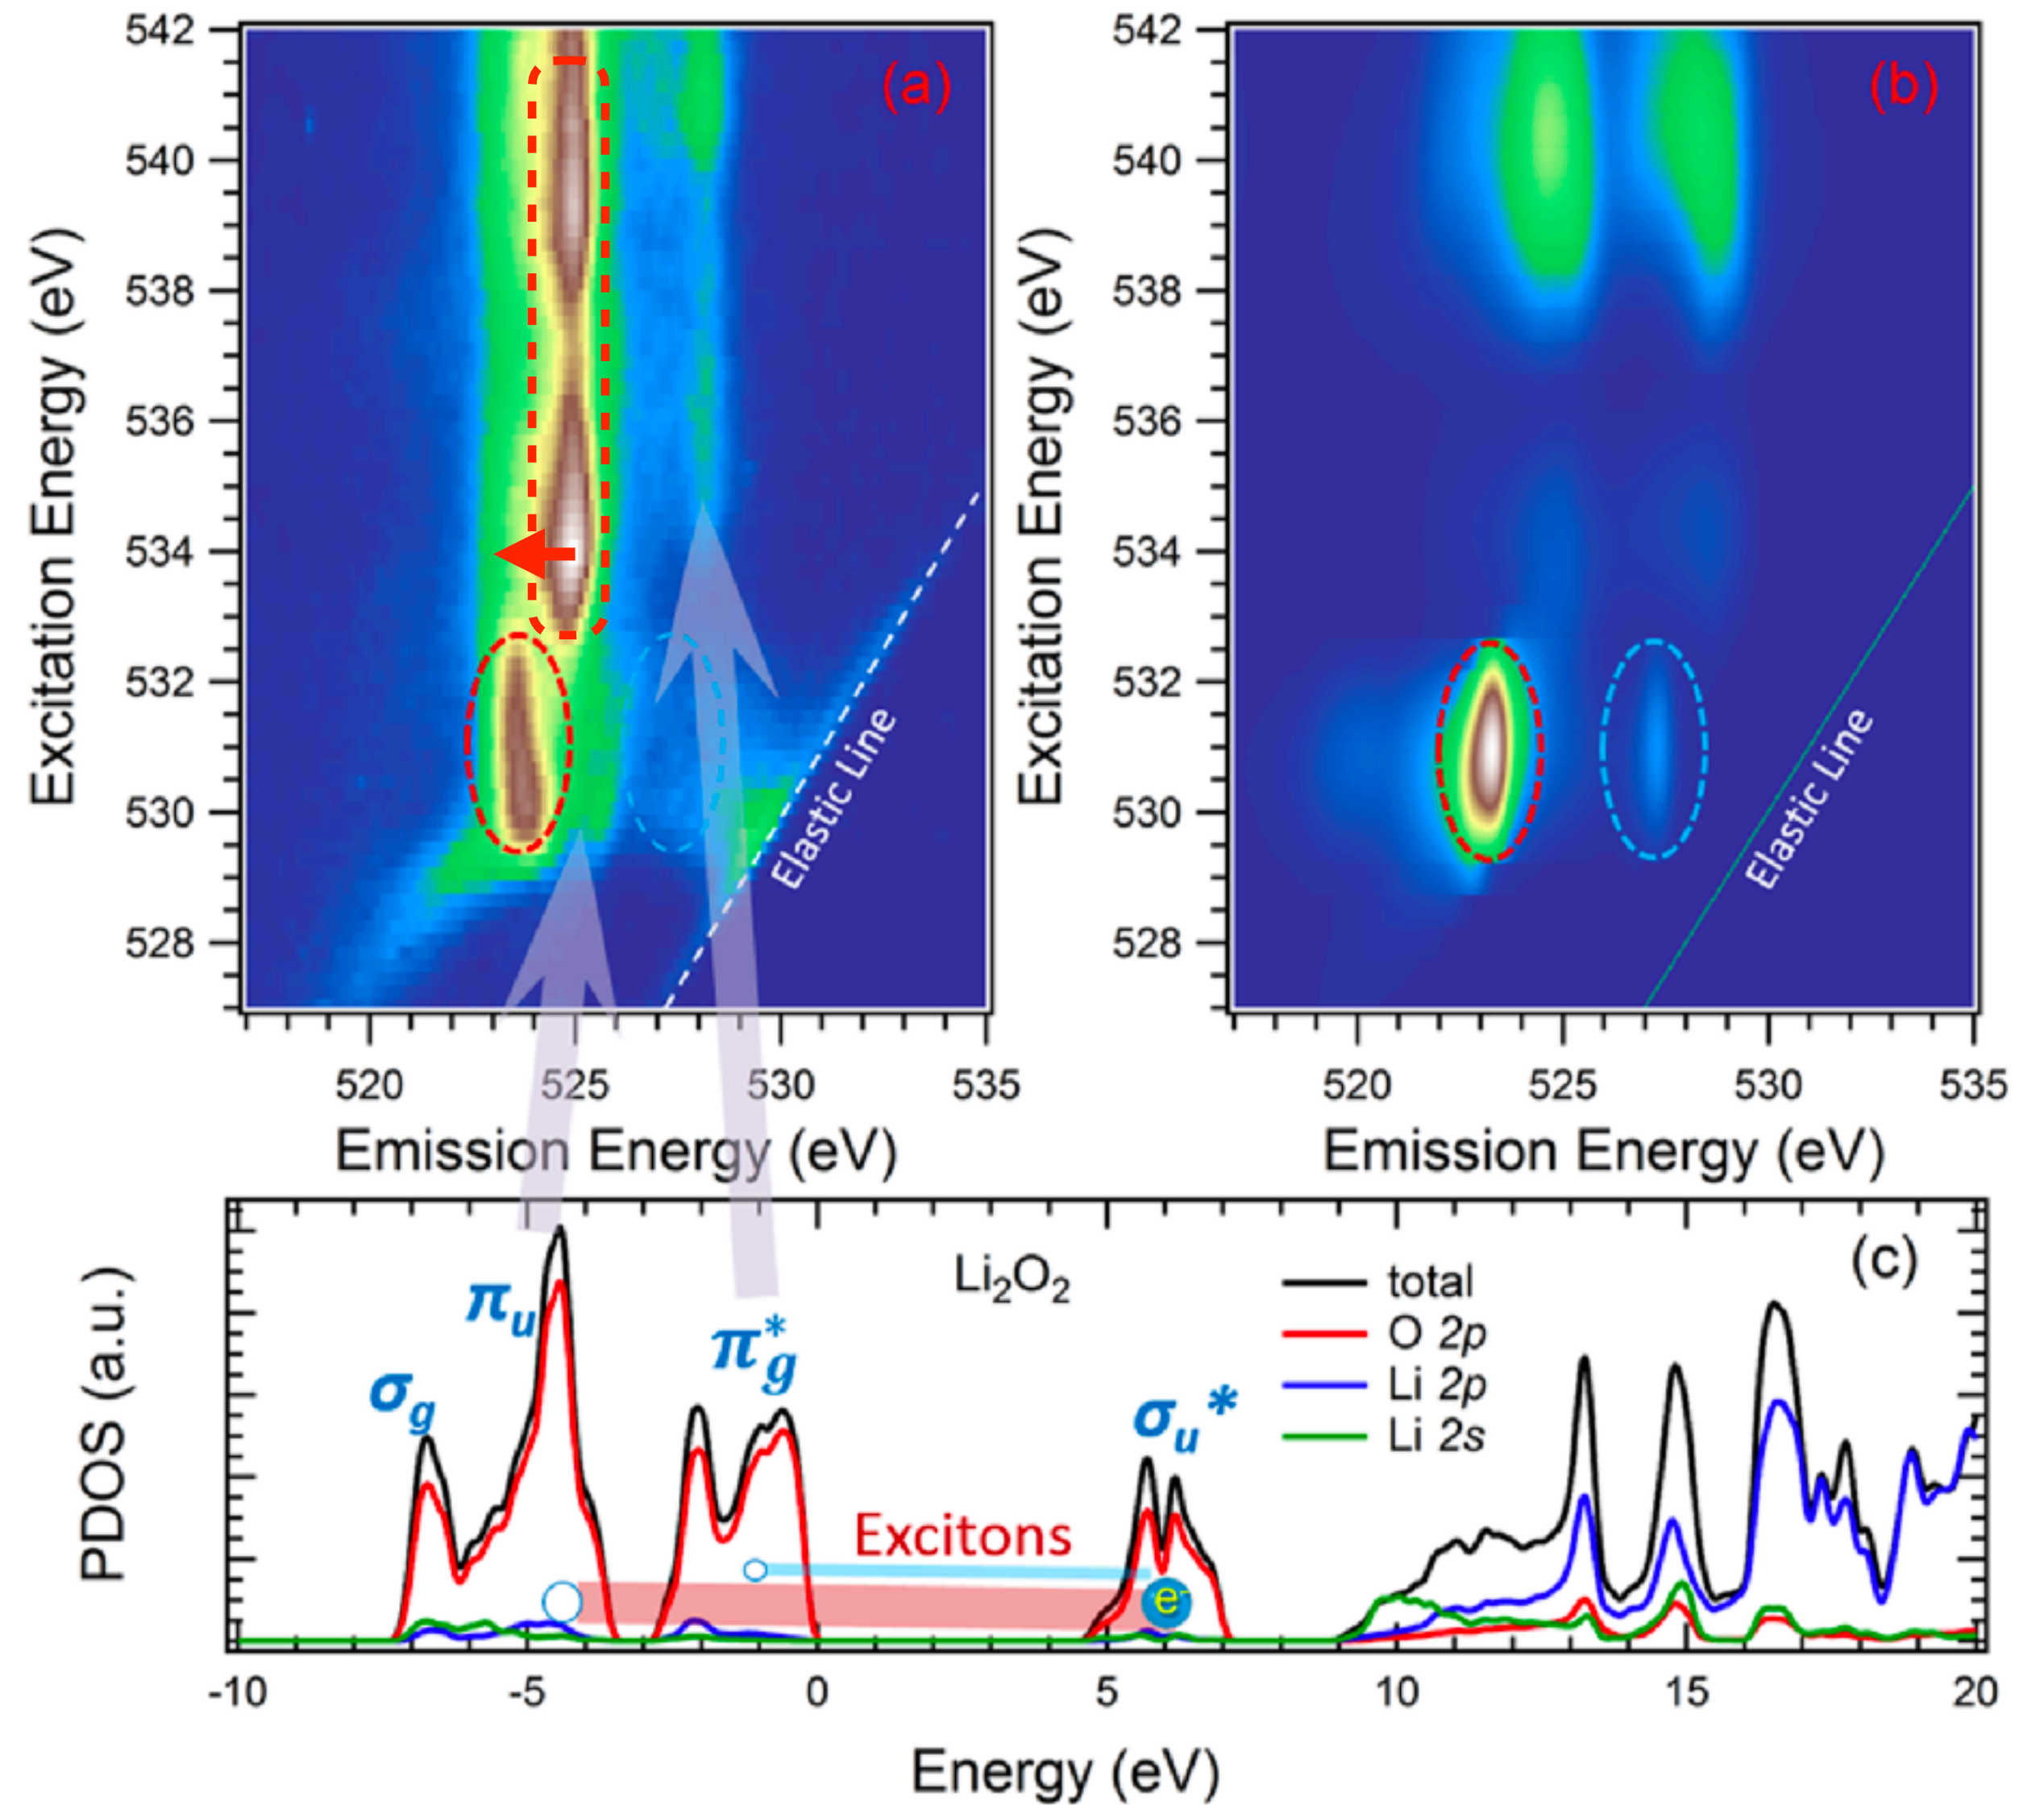 (a)
542
540
538
536
534
532
530
528
Excitation Energy (eV)
Elastic Line
520
525
530
535
Emission Energy (eV)
(b)
542
540
538
536
534
532
530
528
Excitation Energy (eV)
Elastic Line
520
525
530
535
Emission Energy (eV)
(c)
PDOS (a.u.)
Li₂O₂
σg
πu
π*g
σu*
Excitons
e⁻
total
O 2p
Li 2p
Li 2s
-10
-5
0
5
10
15
20
Energy (eV)